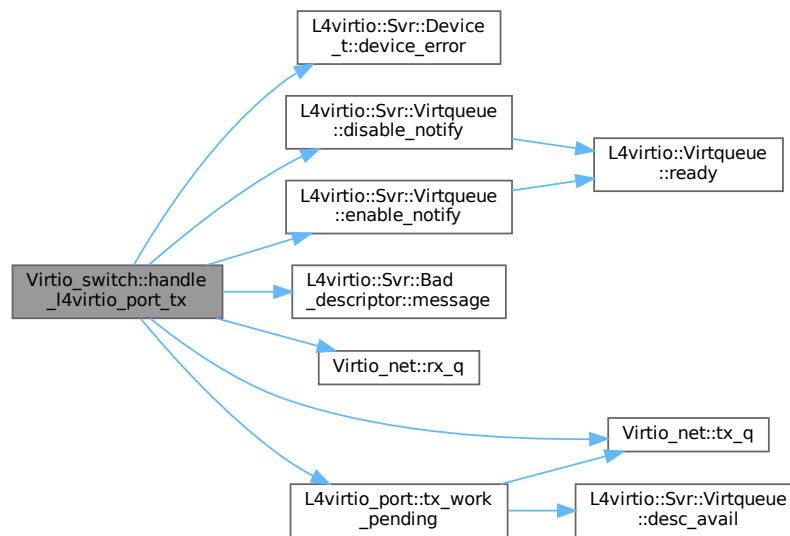 L4virtio::Svr::Device
_t::device_error
L4virtio::Svr::Virtqueue
::disable_notify
L4virtio::Virtqueue
::ready
L4virtio::Svr::Virtqueue
::enable_notify
Virtio_switch::handle
_l4virtio_port_tx
L4virtio::Svr::Bad
_descriptor::message
Virtio_net::rx_q
Virtio_net::tx_q
L4virtio_port::tx_work
_pending
L4virtio::Svr::Virtqueue
::desc_avail